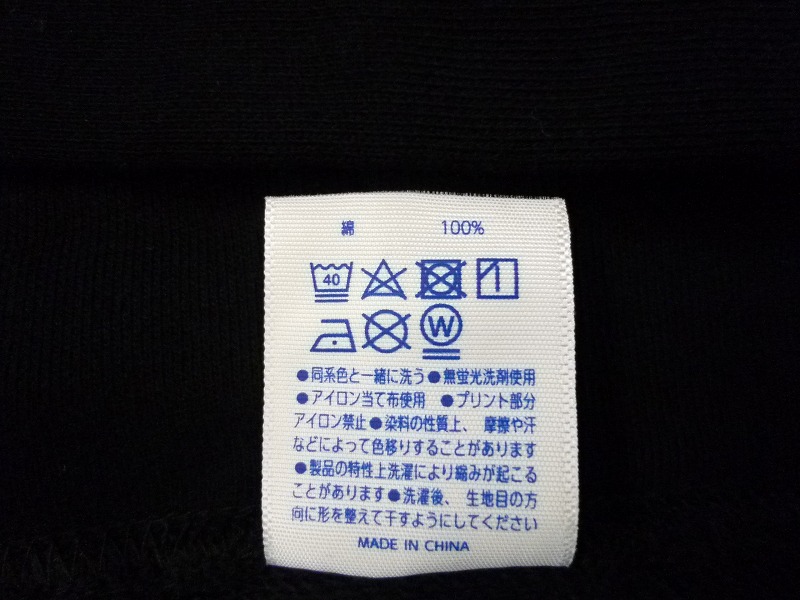 綿 100%
40
W
●同系色と一緒に洗う●無蛍光洗剤使用
●アイロン当て布使用 ●プリント部分
アイロン禁止●染料の性質上、摩擦や汗
などによって色移りすることがあります
●製品の特性上洗濯により縮みが起こる
ことがあります●洗濯後、生地目の方
向に形を整えて干すようにしてください
MADE IN CHINA